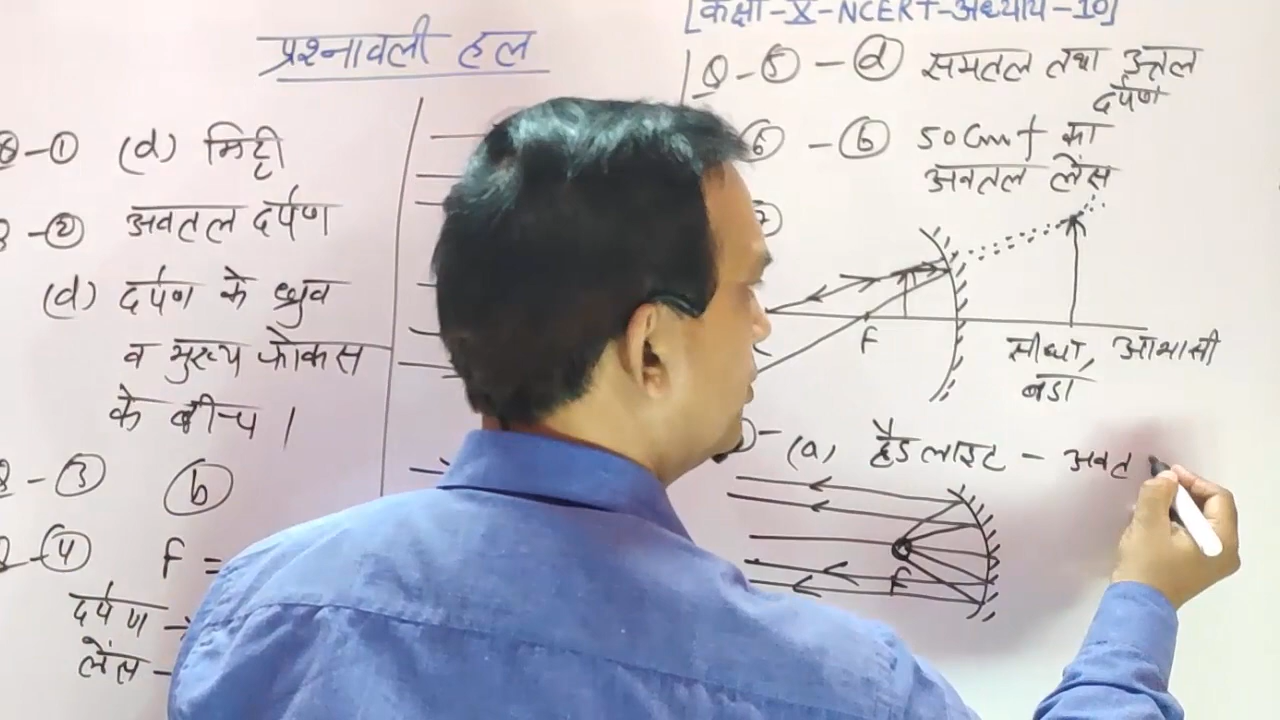 प्रश्नावली हल
[कक्षा-X-NCERT-अध्याय-10]
Q-① (d) मिट्टी
Q-② अवतल दर्पण
(d) दर्पण के ध्रुव
व मुख्य फोकस
के बीच ।
Q-③ ⓑ
Q-④ f =
दर्पण →
लेंस -
Q-⑤-ⓓ समतल तथा उत्तल
दर्पण
⑥-ⓑ 50cm f का
अवतल लेंस
7
F
सीधा, आभासी
बडा
(a) हैडलाइट - अवत
F